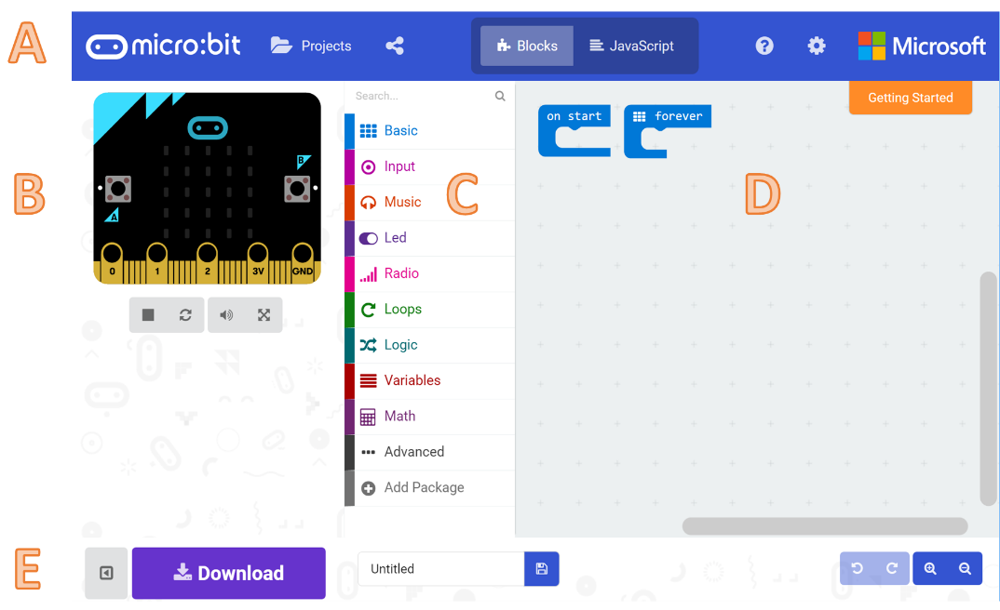 A
micro:bit
Projects
Blocks
JavaScript
Microsoft
Search...
Getting Started
on start
forever
Basic
B
Input
B
A
C
D
Music
Led
0 1 2 3V GND
Radio
Loops
Logic
Variables
Math
Advanced
Add Package
E
Download
Untitled